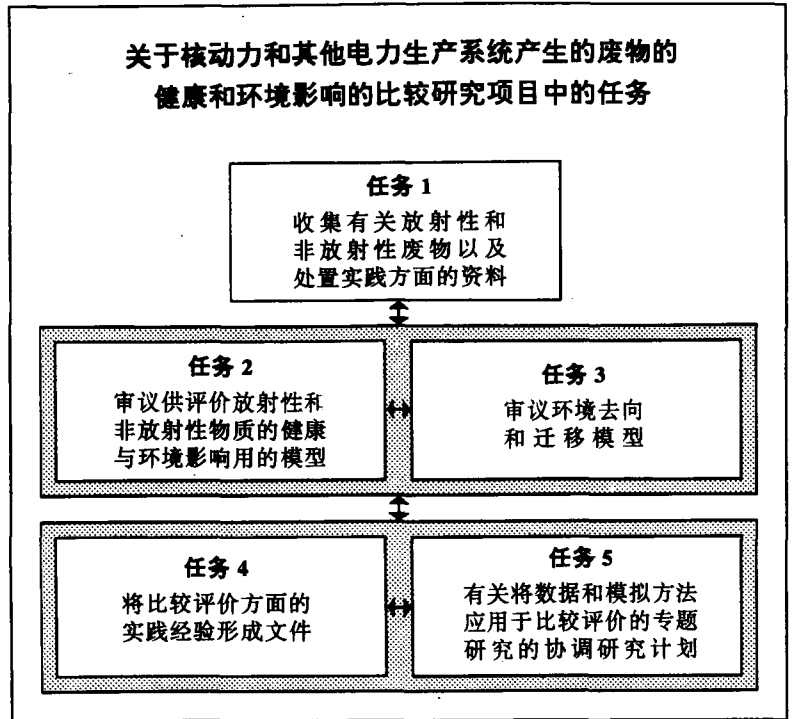 关于核动力和其他电力生产系统产生的废物的
健康和环境影响的比较研究项目中的任务
任务 1
收集有关放射性和
非放射性废物以及
处置实践方面的资料
任务 2
审议供评价放射性和
非放射性物质的健康
与环境影响用的模型
任务 3
审议环境去向
和迁移模型
任务 4
将比较评价方面的
实践经验形成文件
任务 5
有关将数据和模拟方法
应用于比较评价的专题
研究的协调研究计划